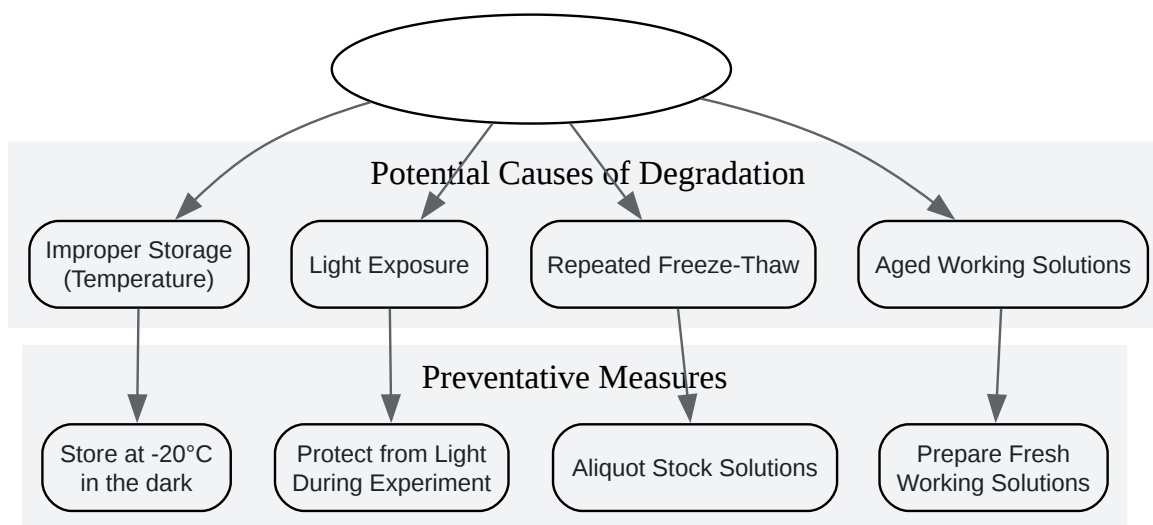 Potential Causes of Degradation
Improper Storage
(Temperature)
Light Exposure
Repeated Freeze-Thaw
Aged Working Solutions
Preventative Measures
Store at -20°C
in the dark
Protect from Light
During Experiment
Aliquot Stock Solutions
Prepare Fresh
Working Solutions